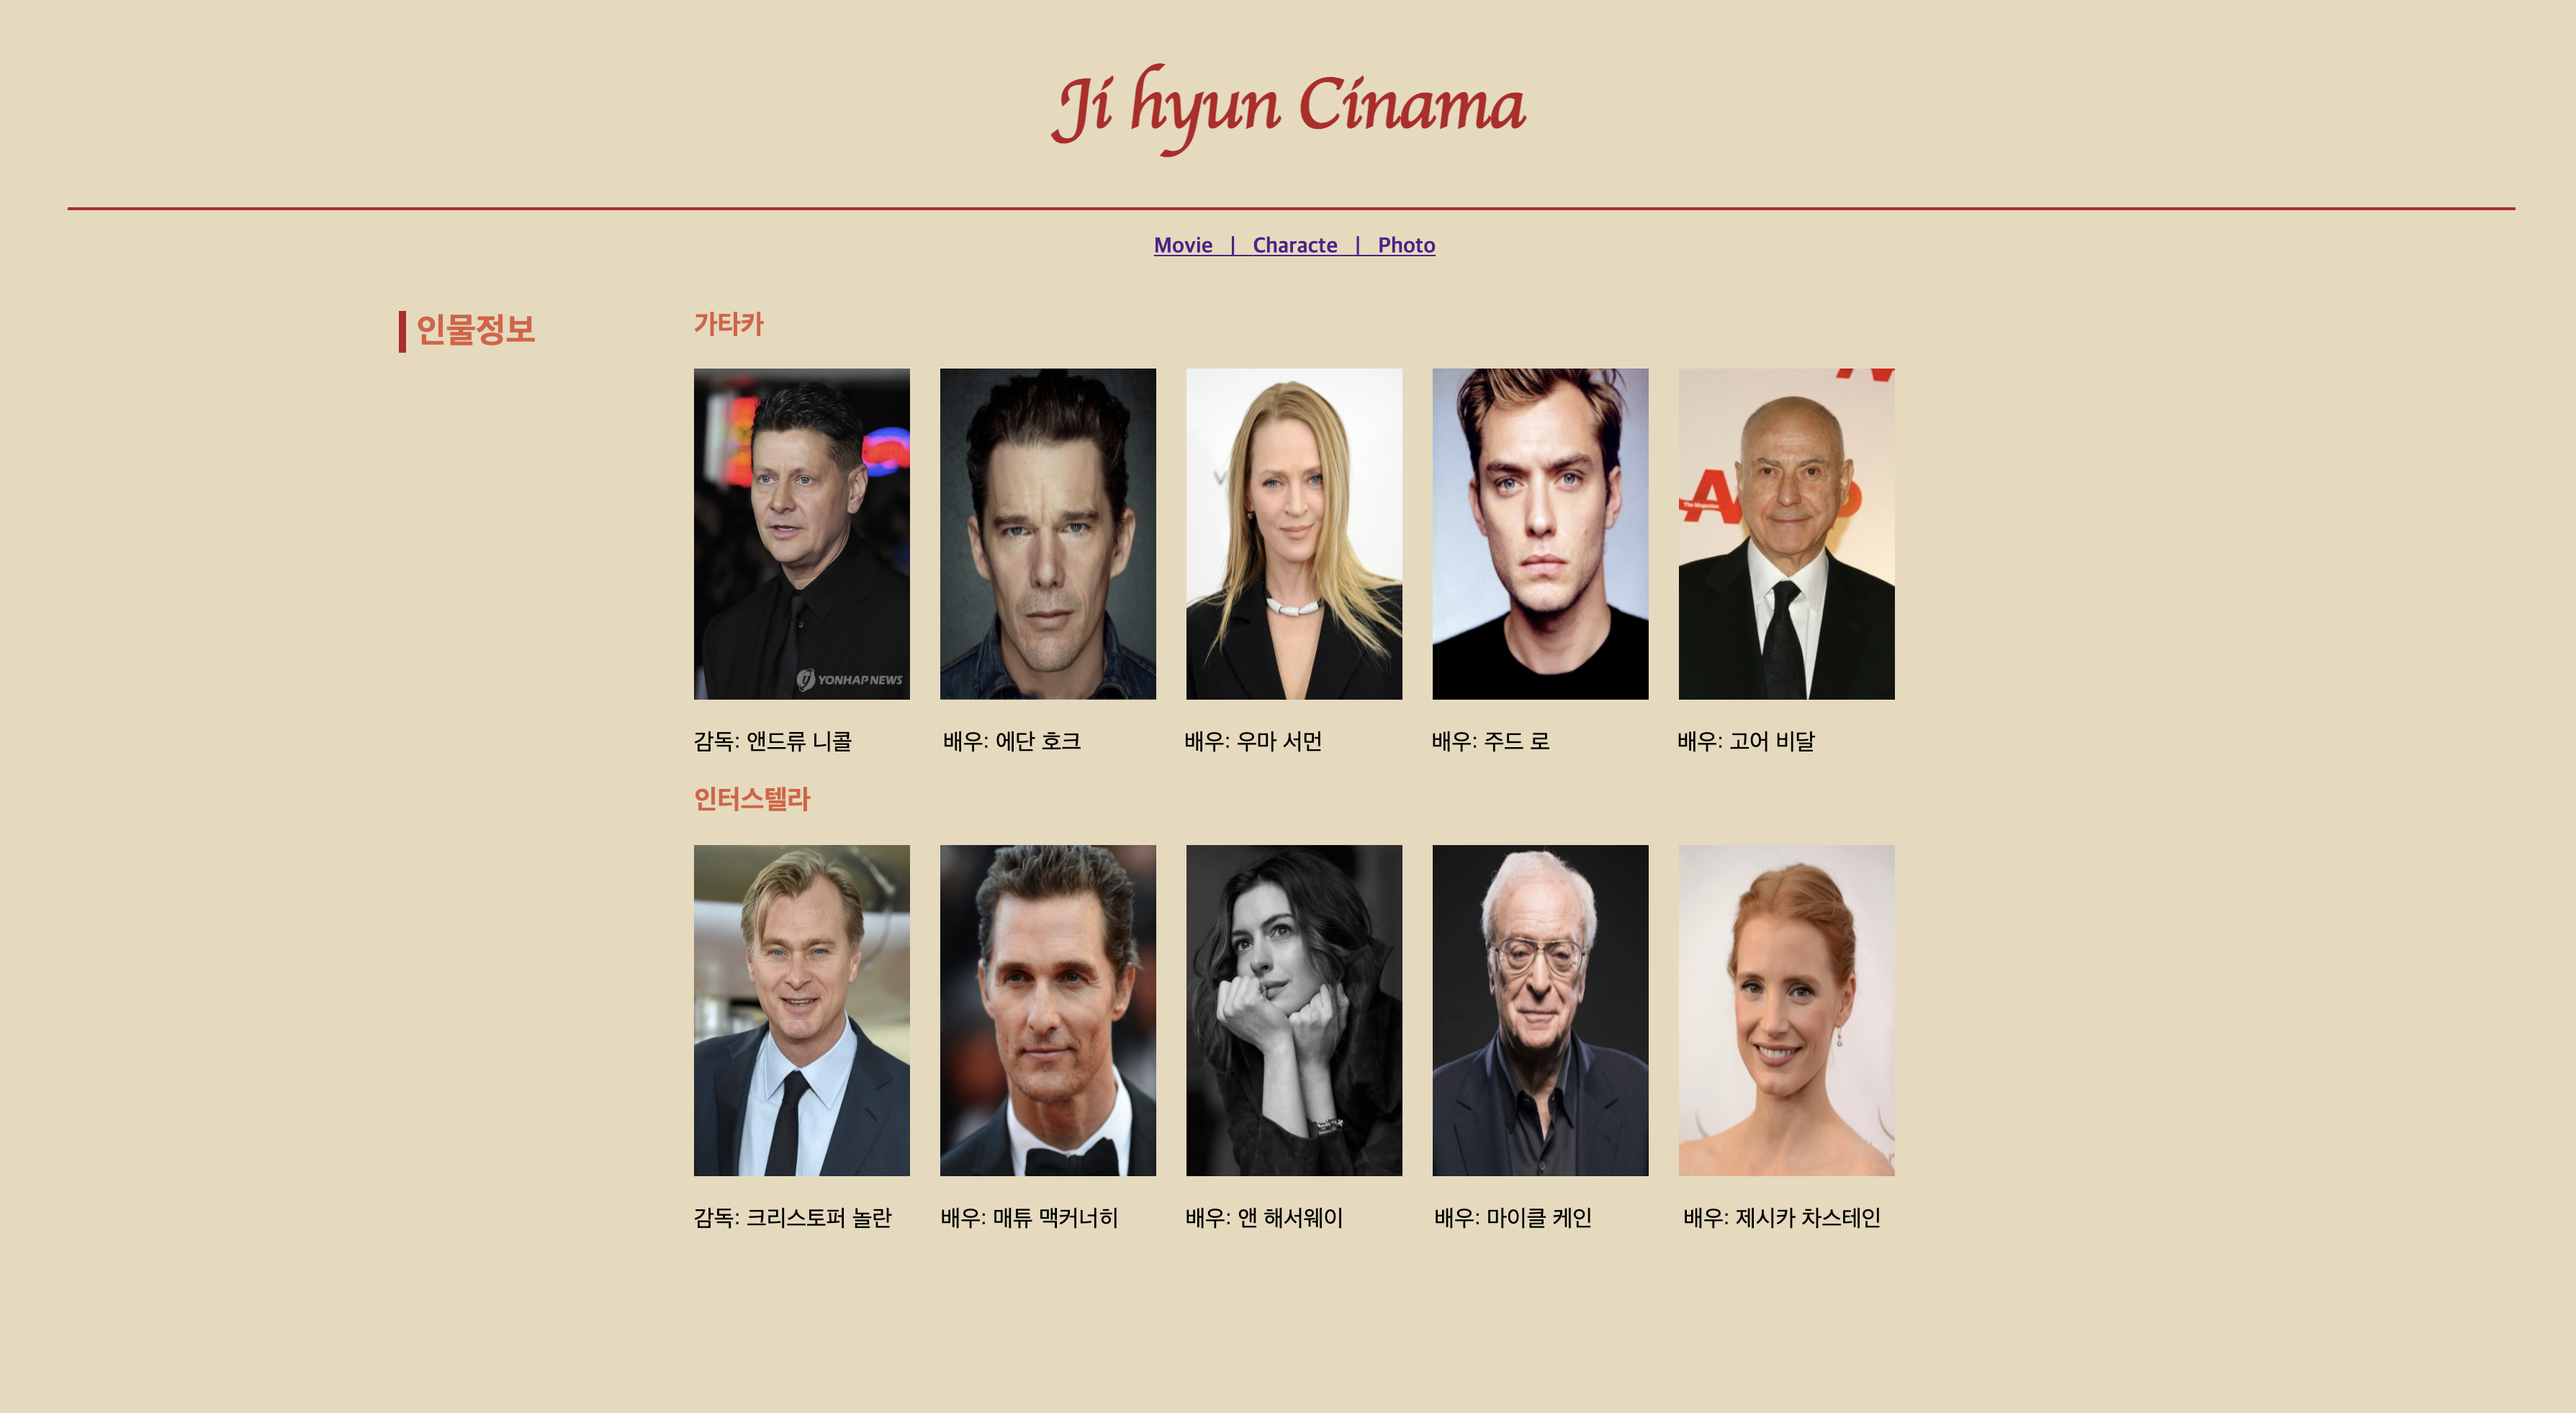 Ji hyun Cinama
Movie | Characte | Photo
인물정보
가타카
YONHAP NEWS
The Magazine
감독: 앤드류 니콜
배우: 에단 호크
배우: 우마 서먼
배우: 주드 로
배우: 고어 비달
인터스텔라
감독: 크리스토퍼 놀란
배우: 매튜 맥커너히
배우: 앤 해서웨이
배우: 마이클 케인
배우: 제시카 차스테인